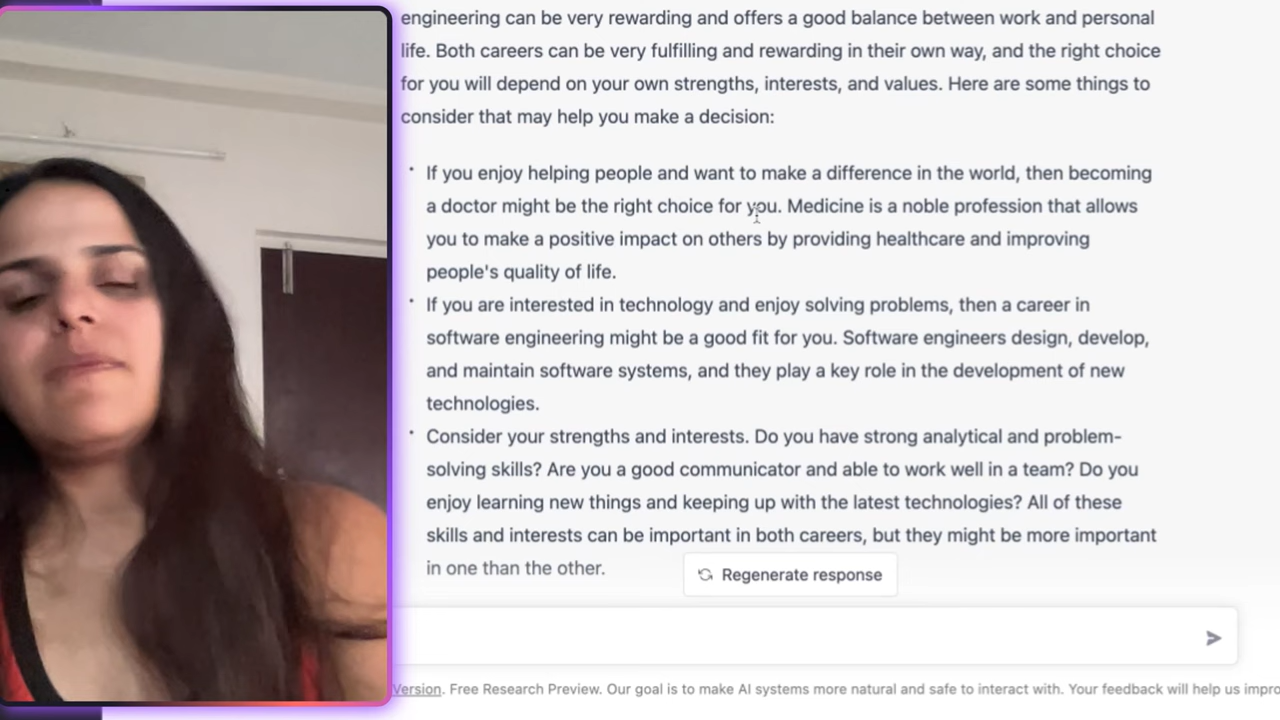 engineering can be very rewarding and offers a good balance between work and personal
life. Both careers can be very fulfilling and rewarding in their own way, and the right choice
for you will depend on your own strengths, interests, and values. Here are some things to
consider that may help you make a decision:
• If you enjoy helping people and want to make a difference in the world, then becoming
a doctor might be the right choice for you. Medicine is a noble profession that allows
you to make a positive impact on others by providing healthcare and improving
people's quality of life.
• If you are interested in technology and enjoy solving problems, then a career in
software engineering might be a good fit for you. Software engineers design, develop,
and maintain software systems, and they play a key role in the development of new
technologies.
• Consider your strengths and interests. Do you have strong analytical and problem-
solving skills? Are you a good communicator and able to work well in a team? Do you
enjoy learning new things and keeping up with the latest technologies? All of these
skills and interests can be important in both careers, but they might be more important
in one than the other.
Regenerate response
Version. Free Research Preview. Our goal is to make AI systems more natural and safe to interact with. Your feedback will help us impro